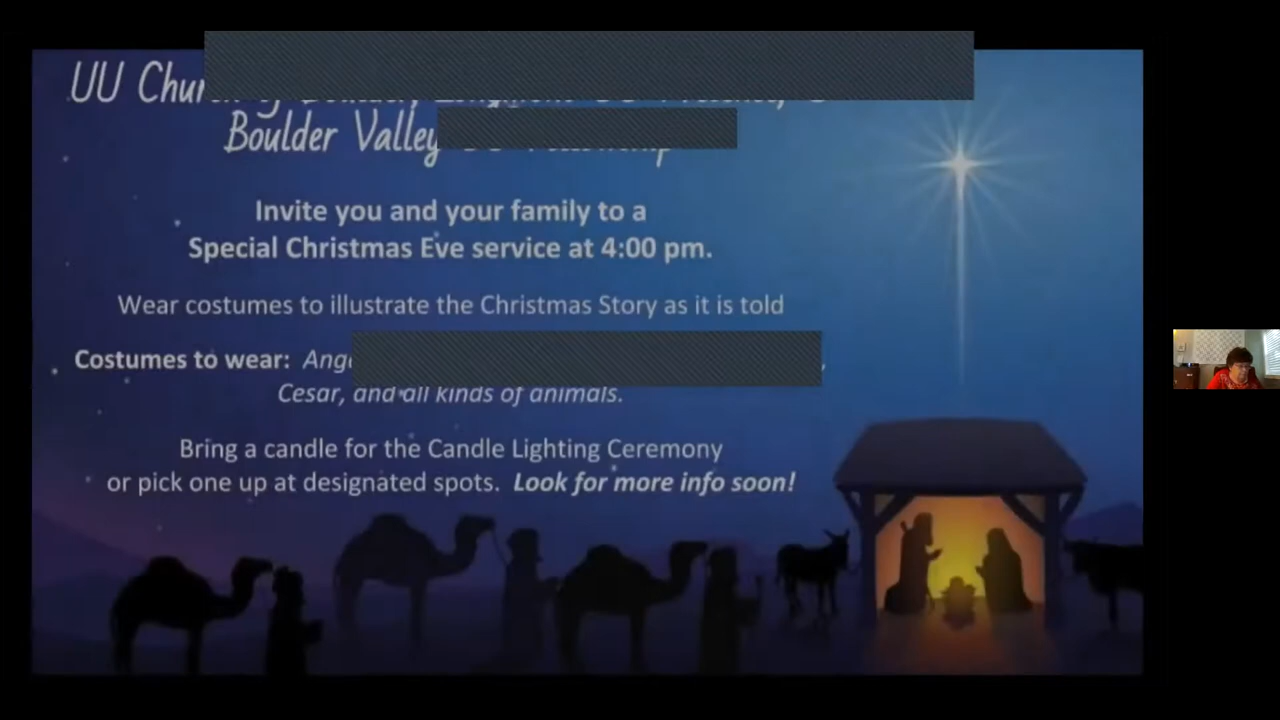 UU Chur
Boulder Valley
Invite you and your family to a
Special Christmas Eve service at 4:00 pm.
Wear costumes to illustrate the Christmas Story as it is told
Costumes to wear: Ang
Cesar, and all kinds of animals.
Bring a candle for the Candle Lighting Ceremony
or pick one up at designated spots. Look for more info soon!